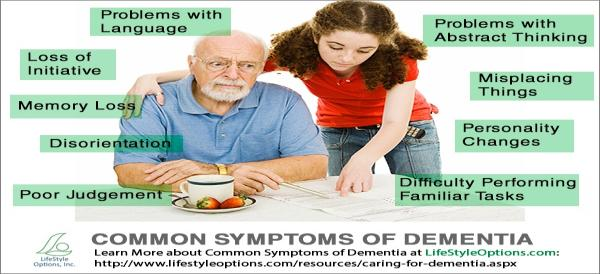 Problems with
Language
Loss of
Initiative
Memory Loss
Disorientation
Poor Judgement
Problems with
Abstract Thinking
Misplacing
Things
Personality
Changes
Difficulty Performing
Familiar Tasks
LifeStyle
Options, Inc.
COMMON SYMPTOMS OF DEMENTIA
Learn More about Common Symptoms of Dementia at LifeStyleOptions.com:
http://www.lifestyleoptions.com/resources/caring-for-dementia.aspx